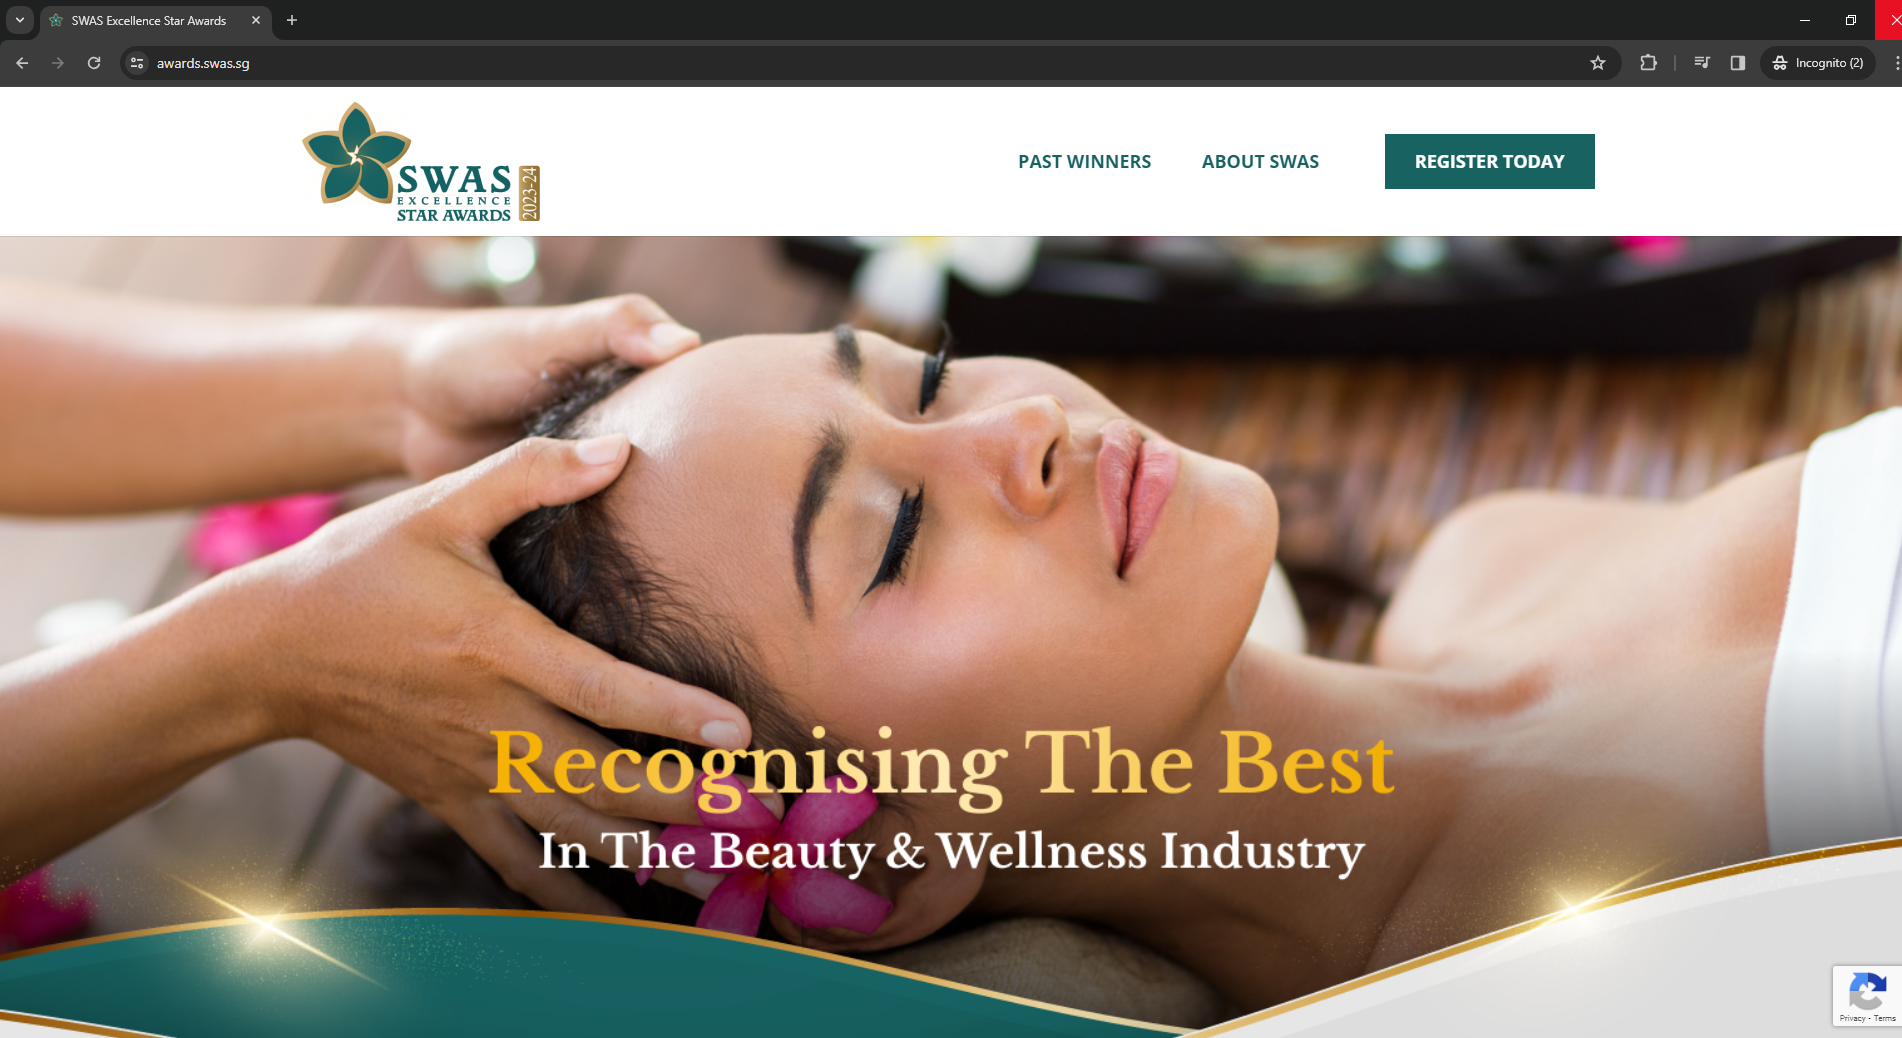 SWAS Excellence Star Awards
awards.swas.sg
Incognito (2)
SWAS
EXCELLENCE
STAR AWARDS
2023-24
PAST WINNERS
ABOUT SWAS
REGISTER TODAY
Recognising The Best
In The Beauty & Wellness Industry
Privacy - Terms